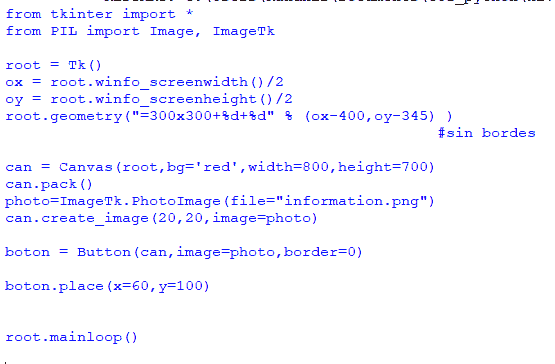 from tkinter import *
from PIL import Image, ImageTk
root = Tk()
ox = root.winfo_screenwidth()/2
oy = root.winfo_screenheight()/2
root.geometry("=300x300+%d+%d" % (ox-400,oy-345) )
#sin bordes
can = Canvas(root,bg='red',width=800,height=700)
can.pack()
photo=ImageTk.PhotoImage(file="information.png")
can.create_image(20,20,image=photo)
boton = Button(can,image=photo,border=0)
boton.place(x=60,y=100)
root.mainloop()